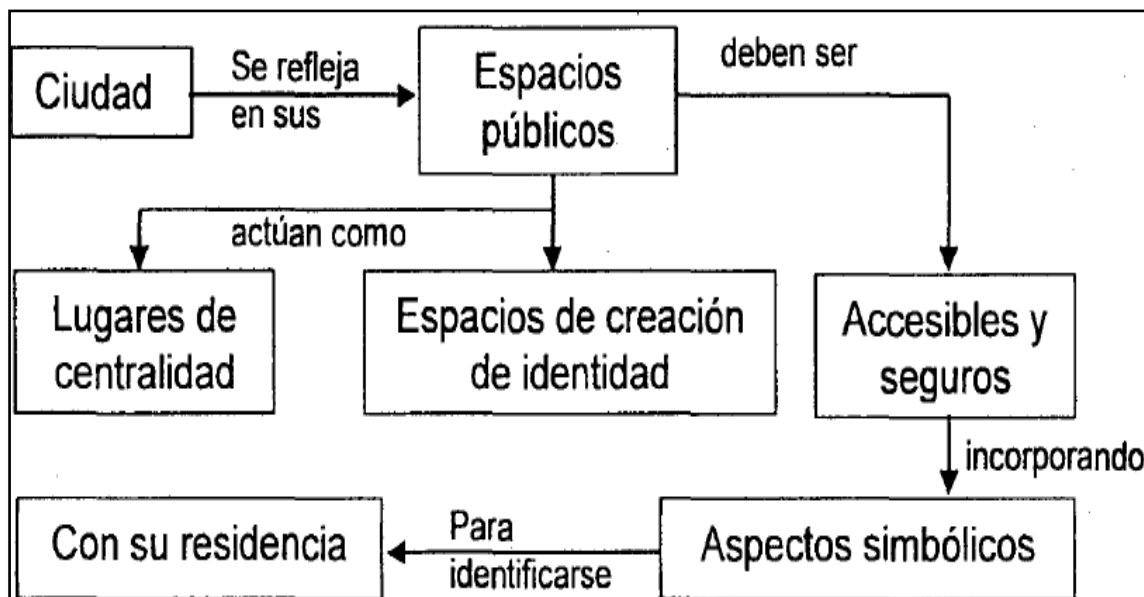 Ciudad
Se refleja
en sus
Espacios
públicos
deben ser
actúan como
Lugares de
centralidad
Espacios de creación
de identidad
Accesibles y
seguros
incorporando
Con su residencia
Para
identificarse
Aspectos simbólicos